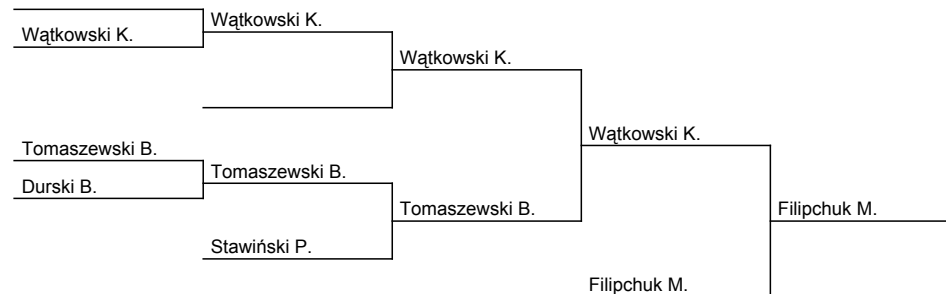 Wątkowski K.
Wątkowski K.
Wątkowski K.
Wątkowski K.
Tomaszewski B.
Tomaszewski B.
Durski B.
Tomaszewski B.
Filipchuk M.
Stawiński P.
Filipchuk M.